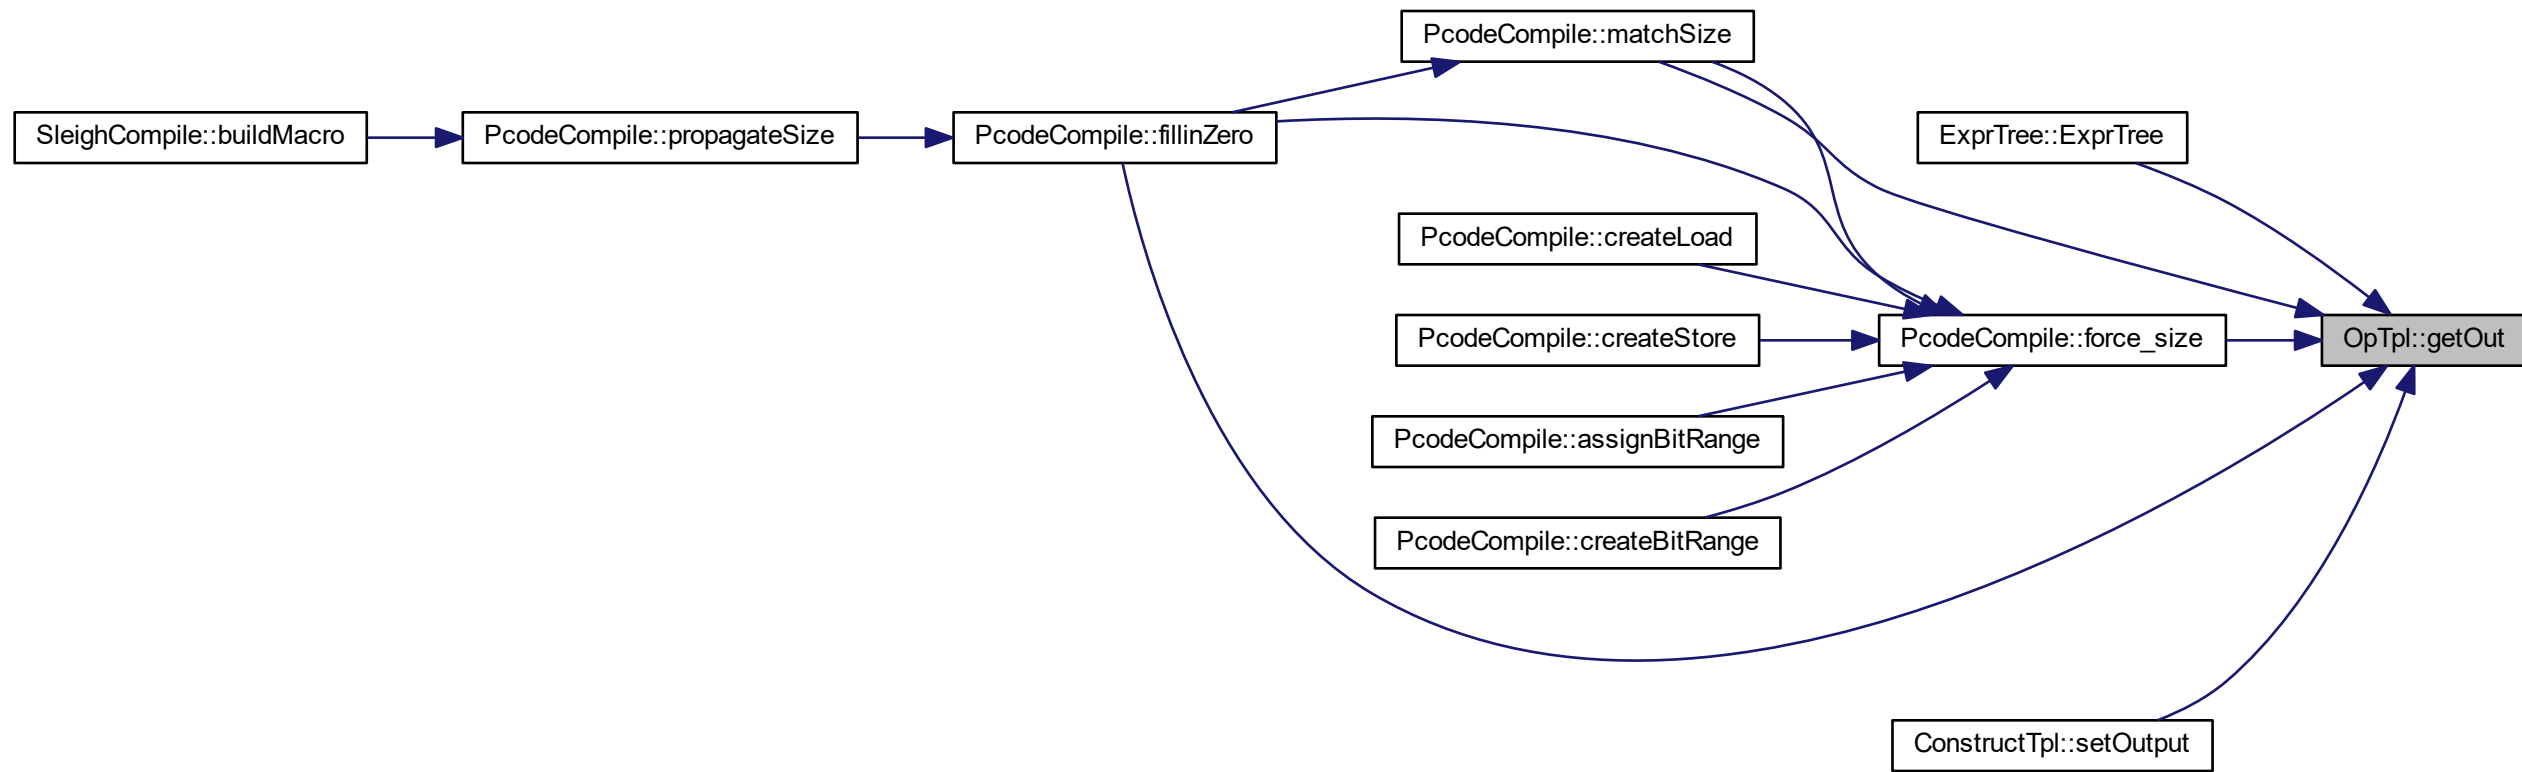 PcodeCompile::matchSize
SleighCompile::buildMacro
PcodeCompile::propagateSize
PcodeCompile::fillinZero
ExprTree::ExprTree
PcodeCompile::createLoad
PcodeCompile::createStore
PcodeCompile::force_size
OpTpl::getOut
PcodeCompile::assignBitRange
PcodeCompile::createBitRange
ConstructTpl::setOutput